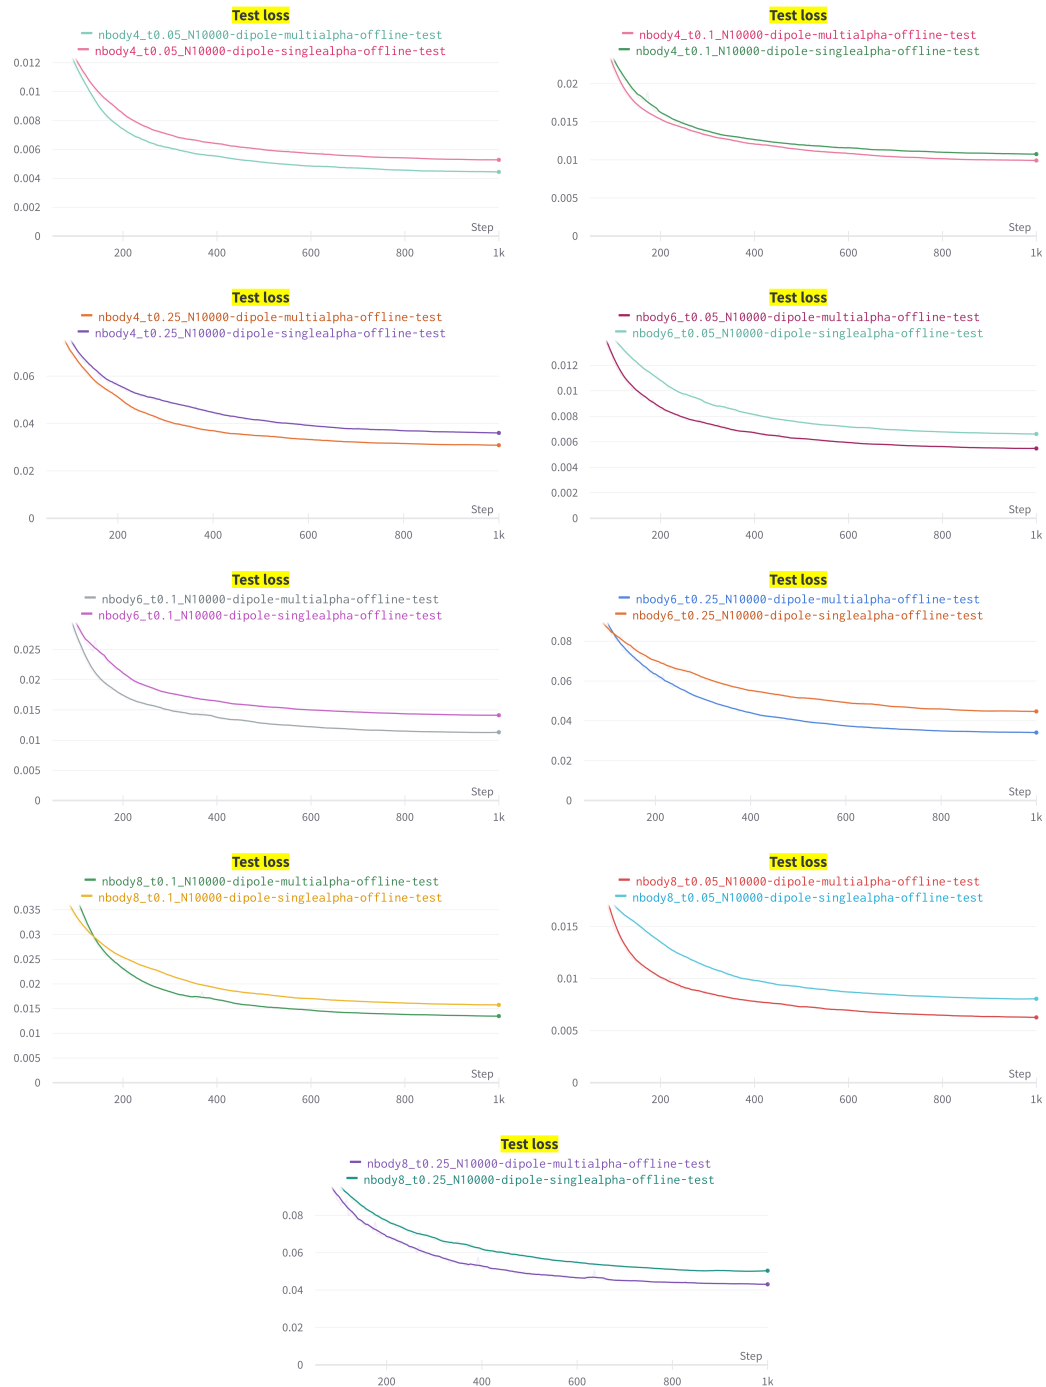 Test loss
nbody4_t0.05_N10000-dipole-multialpha-offline-test
nbody4_t0.05_N10000-dipole-singlealpha-offline-test
0.012
0.01
0.008
0.006
0.004
0.002
0
Step
200
400
600
800
1k
Test loss
nbody4_t0.1_N10000-dipole-multialpha-offline-test
nbody4_t0.1_N10000-dipole-singlealpha-offline-test
0.02
0.015
0.01
0.005
0
Step
200
400
600
800
1k
Test loss
nbody4_t0.25_N10000-dipole-multialpha-offline-test
nbody4_t0.25_N10000-dipole-singlealpha-offline-test
0.06
0.04
0.02
0
Step
200
400
600
800
1k
Test loss
nbody6_t0.05_N10000-dipole-multialpha-offline-test
nbody6_t0.05_N10000-dipole-singlealpha-offline-test
0.012
0.01
0.008
0.006
0.004
0.002
0
Step
200
400
600
800
1k
Test loss
nbody6_t0.1_N10000-dipole-multialpha-offline-test
nbody6_t0.1_N10000-dipole-singlealpha-offline-test
0.025
0.02
0.015
0.01
0.005
0
Step
200
400
600
800
1k
Test loss
nbody6_t0.25_N10000-dipole-multialpha-offline-test
nbody6_t0.25_N10000-dipole-singlealpha-offline-test
0.08
0.06
0.04
0.02
0
Step
200
400
600
800
1k
Test loss
nbody8_t0.1_N10000-dipole-multialpha-offline-test
nbody8_t0.1_N10000-dipole-singlealpha-offline-test
0.035
0.03
0.025
0.02
0.015
0.01
0.005
0
Step
200
400
600
800
1k
Test loss
nbody8_t0.05_N10000-dipole-multialpha-offline-test
nbody8_t0.05_N10000-dipole-singlealpha-offline-test
0.015
0.01
0.005
0
Step
200
400
600
800
1k
Test loss
nbody8_t0.25_N10000-dipole-multialpha-offline-test
nbody8_t0.25_N10000-dipole-singlealpha-offline-test
0.08
0.06
0.04
0.02
0
Step
200
400
600
800
1k